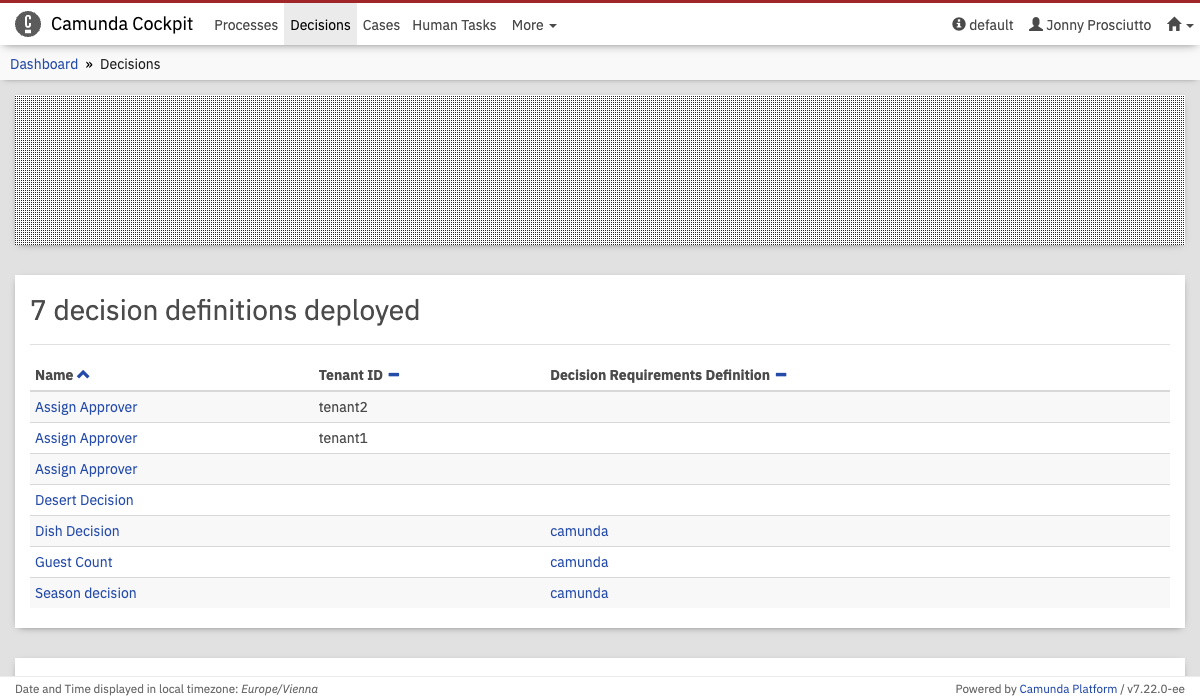 Camunda Cockpit Processes Decisions Cases Human Tasks More default Jonny Prosciutto
Dashboard » Decisions
7 decision definitions deployed
Name Tenant ID Decision Requirements Definition
Assign Approver tenant2
Assign Approver tenant1
Assign Approver
Desert Decision
Dish Decision camunda
Guest Count camunda
Season decision camunda
Date and Time displayed in local timezone: Europe/Vienna Powered by Camunda Platform / v7.22.0-ee